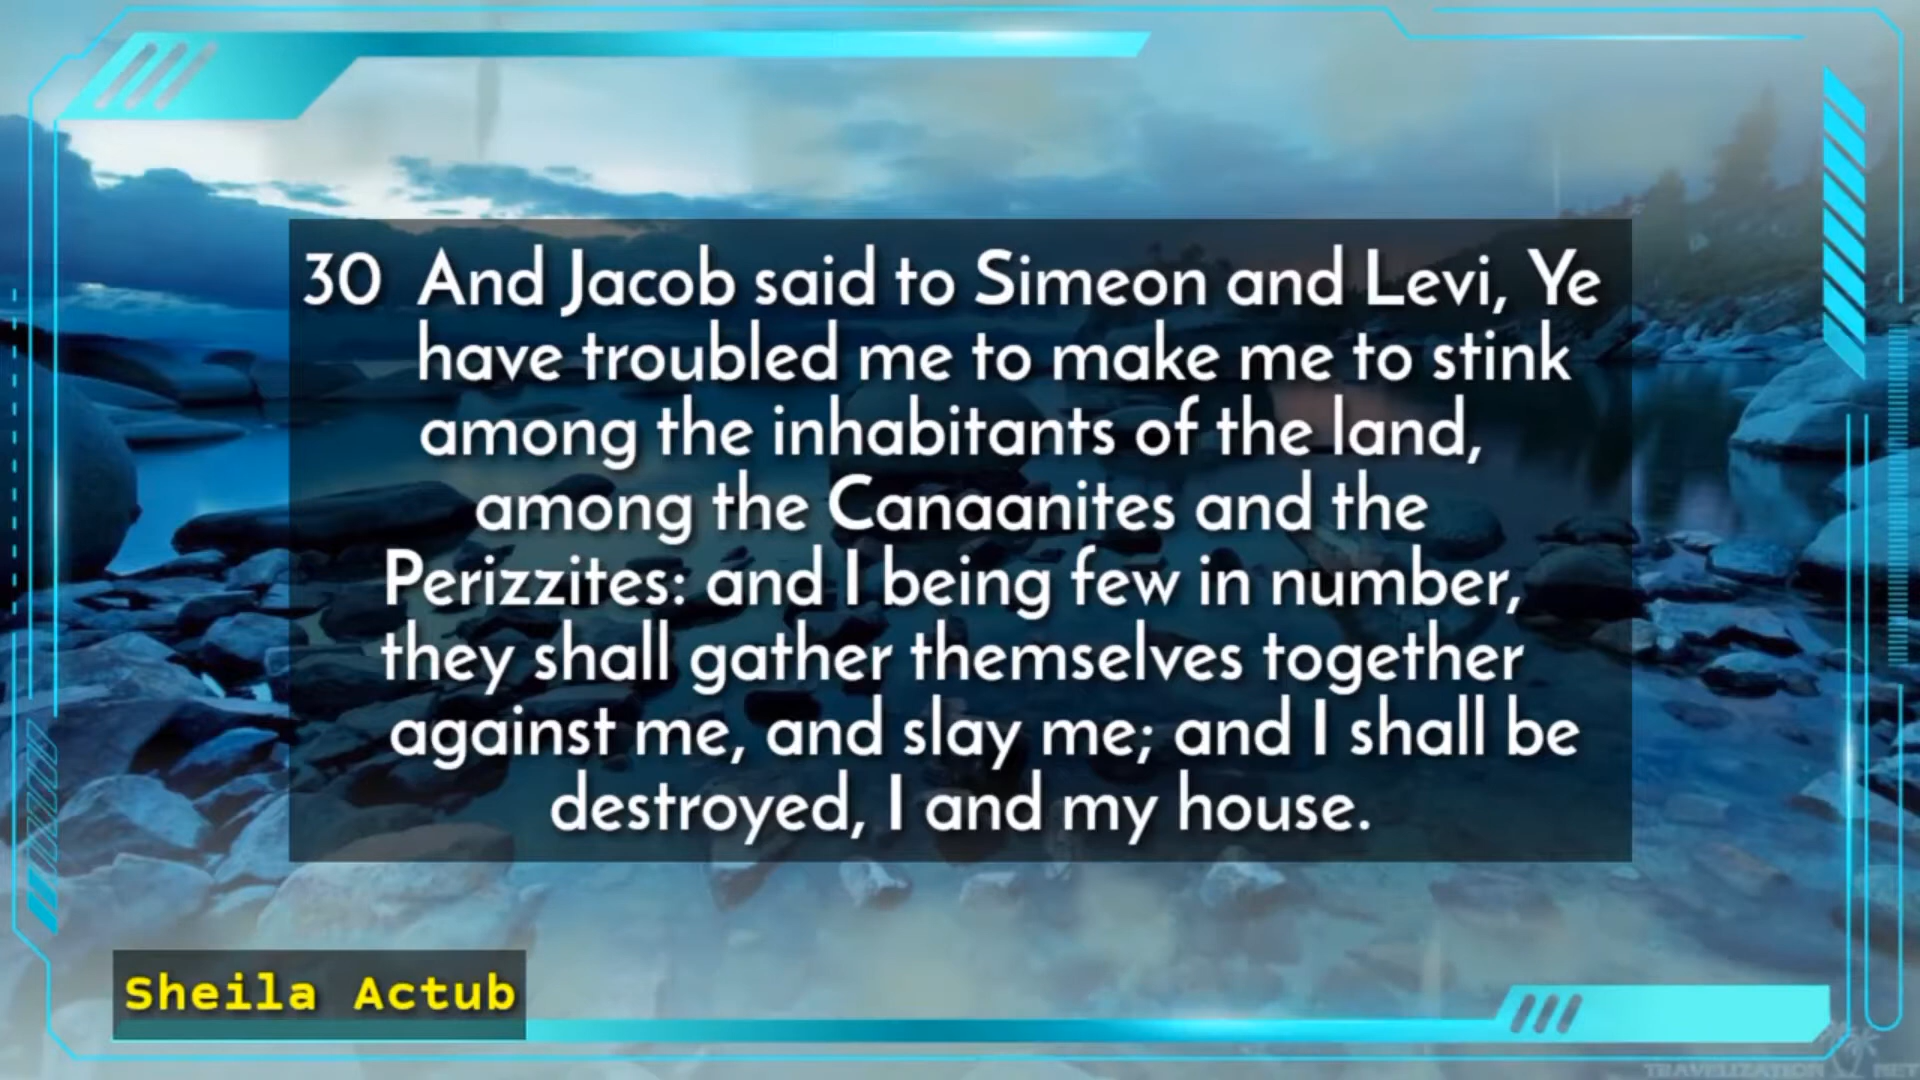 30 And Jacob said to Simeon and Levi, Ye
have troubled me to make me to stink
among the inhabitants of the land,
among the Canaanites and the
Perizzites: and I being few in number,
they shall gather themselves together
against me, and slay me; and I shall be
destroyed, I and my house.
Sheila Actub
TRAVELIZATION NET